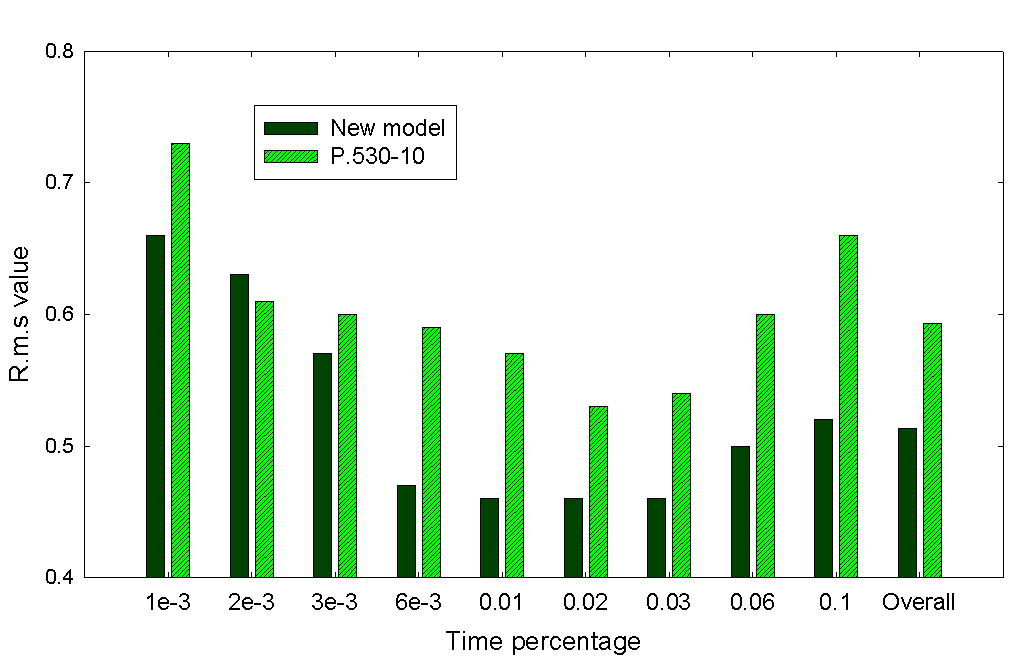 0.8
0.7
0.6
0.5
0.4
R.m.s value
New model
P.530-10
1e-3 2e-3 3e-3 6e-3 0.01 0.02 0.03 0.06 0.1 Overall
Time percentage